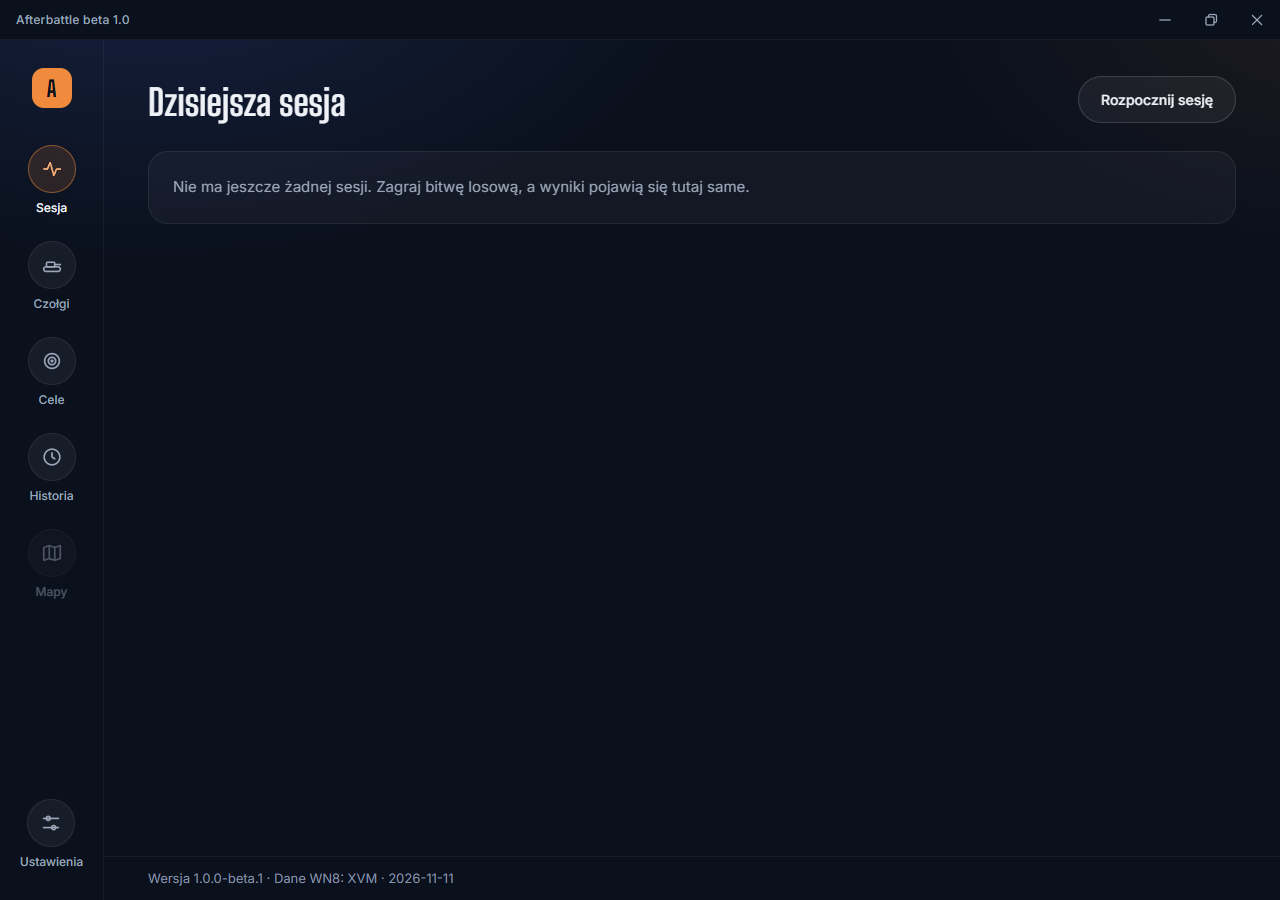 Afterbattle beta 1.0
A
Dzisiejsza sesja
Rozpocznij sesję
Nie ma jeszcze żadnej sesji. Zagraj bitwę losową, a wyniki pojawią się tutaj same.
Sesja
Czołgi
Cele
Historia
Mapy
Ustawienia
Wersja 1.0.0-beta.1 · Dane WN8: XVM · 2026-11-11